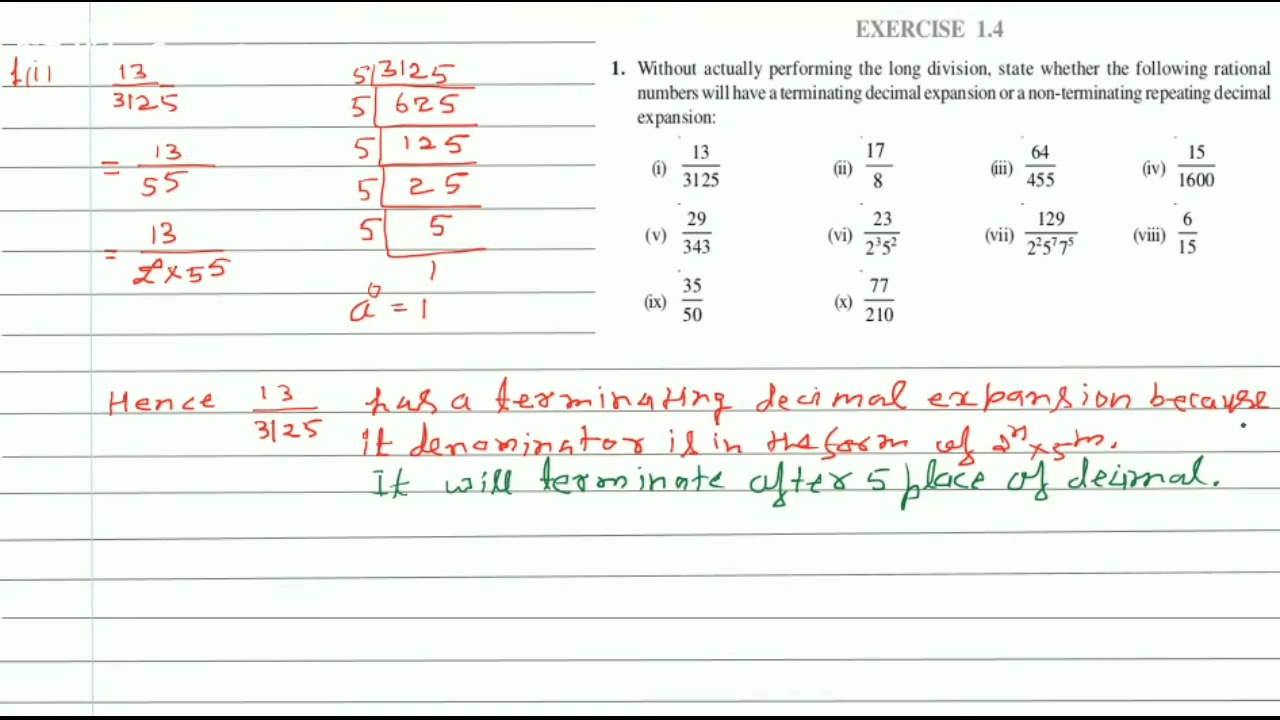 EXERCISE 1.4
1. Without actually performing the long division, state whether the following rational
numbers will have a terminating decimal expansion or a non-terminating repeating decimal
expansion:
(i) 13/3125 (ii) 17/8 (iii) 64/455 (iv) 15/1600
(v) 29/343 (vi) 23/2³5² (vii) 129/2²5⁷7⁵ (viii) 6/15
(ix) 35/50 (x) 77/210
1(i) 13/3125
= 13/5⁵
= 13/2⁰×5⁵
5 3125
5 625
5 125
5 25
5 5
1
a⁰ = 1
Hence 13/3125 has a terminating decimal expansion because
it denominator is in the form of 2ⁿ×5ᵐ.
It will terminate after 5 place of decimal.